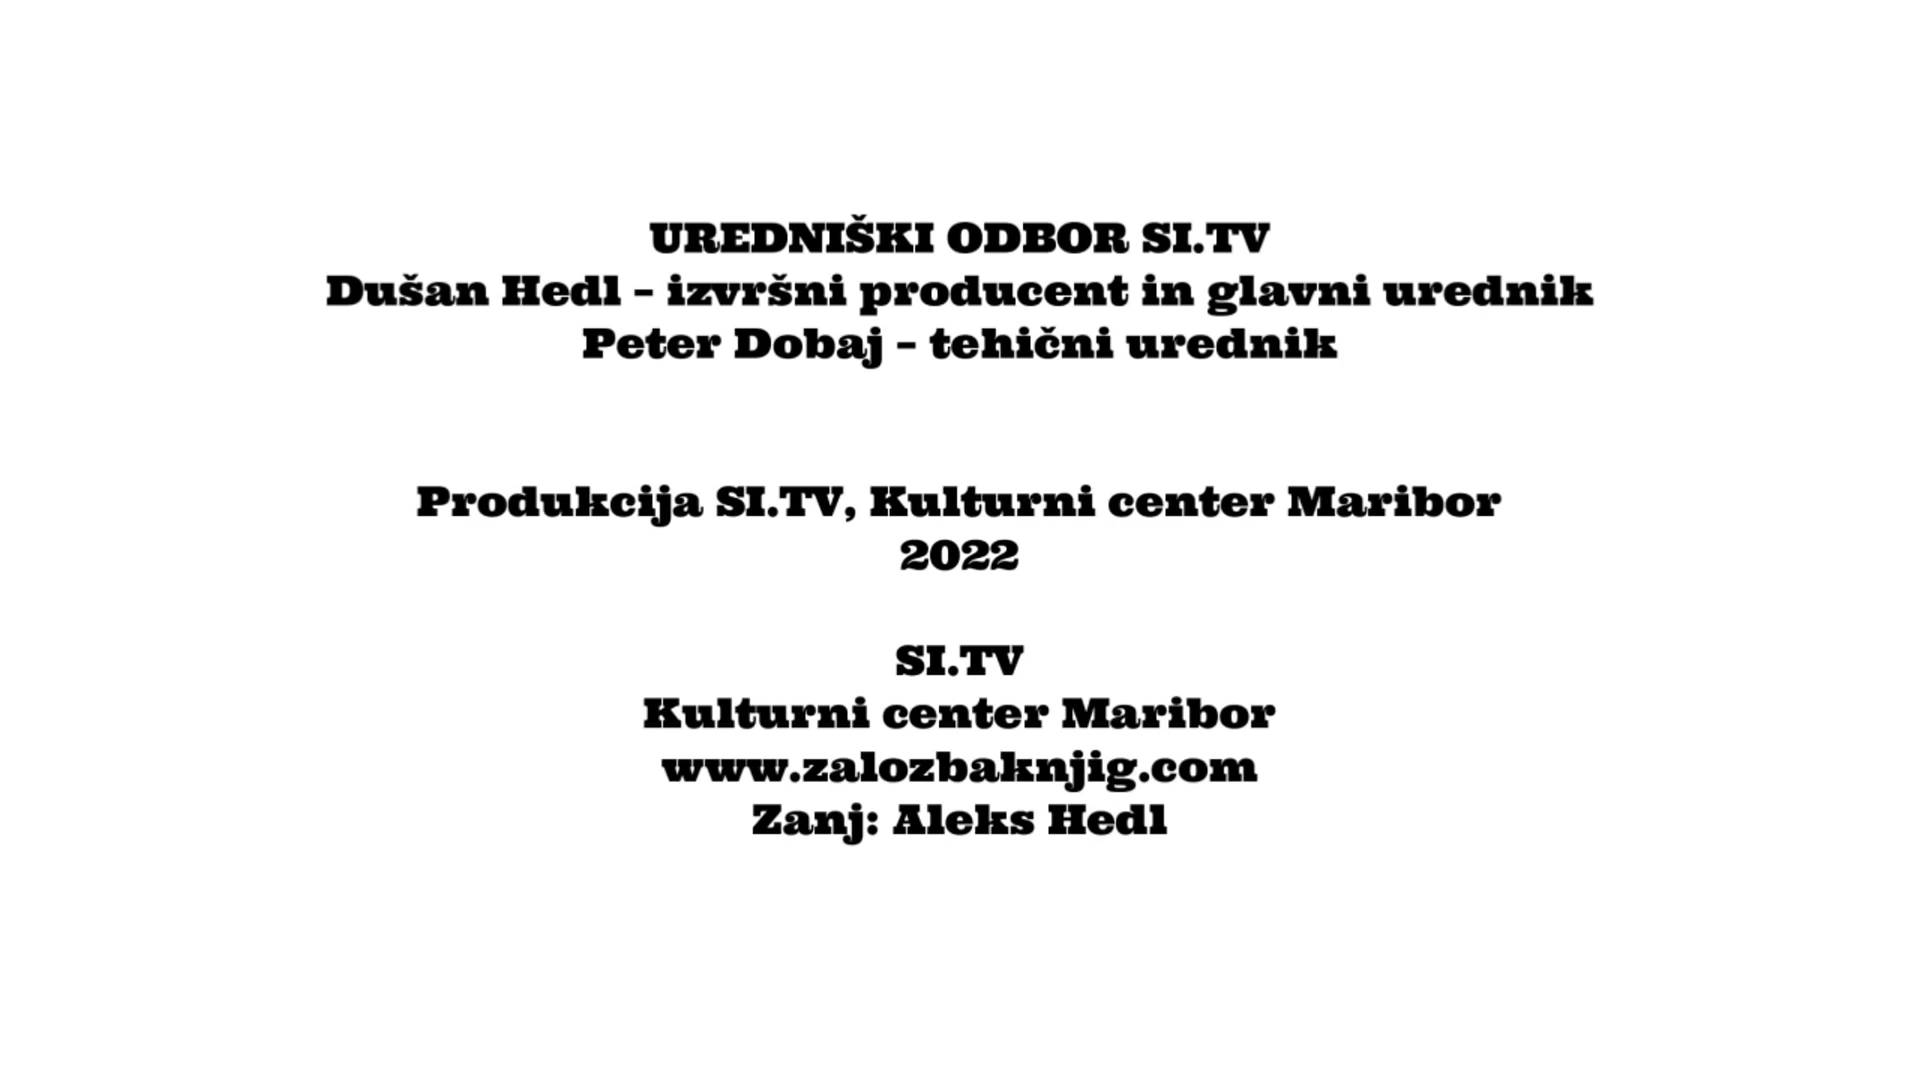 UREDNIŠKI ODBOR SI.TV
Dušan Hedl - izvršni producent in glavni urednik
Peter Dobaj - tehični urednik
Produkcija SI.TV, Kulturni center Maribor
2022
SI.TV
Kulturni center Maribor
www.zalozbaknjig.com
Zanj: Aleks Hedl